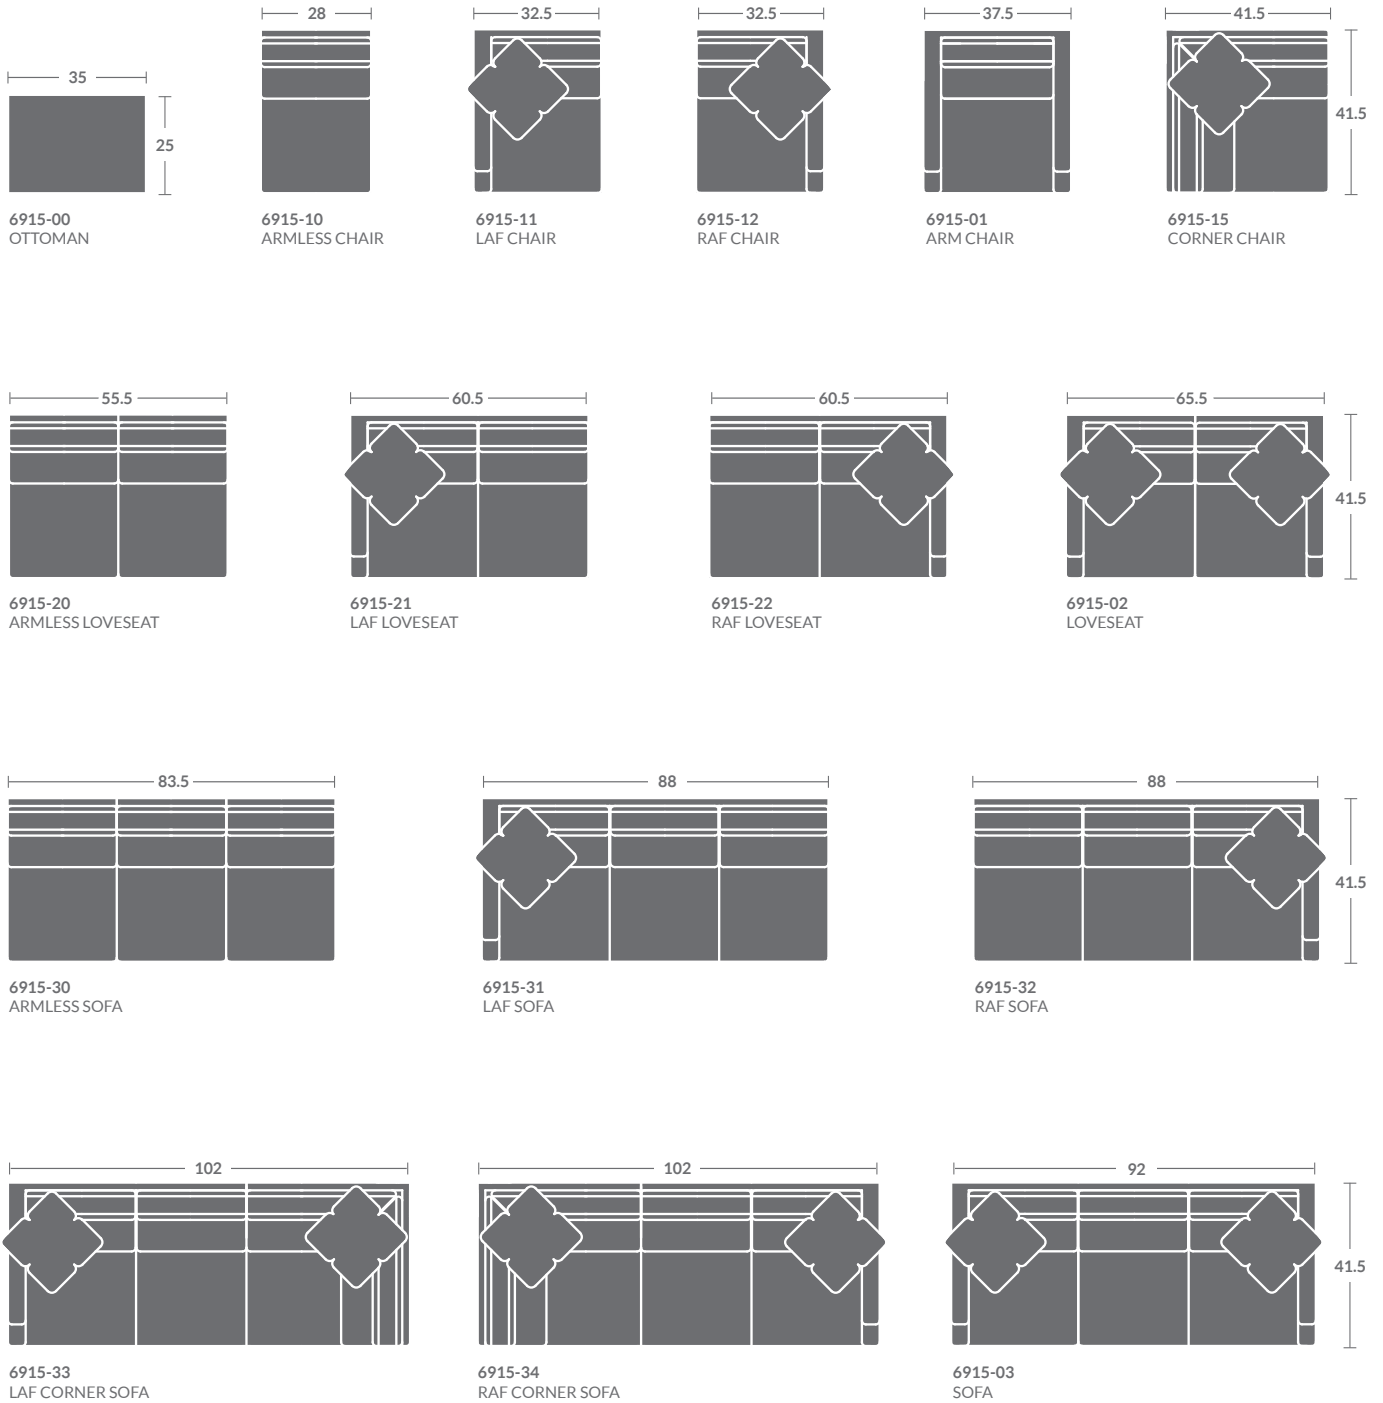 28
32.5
32.5
37.5
41.5
35
25
41.5
6915-00
OTTOMAN
6915-10
ARMLESS CHAIR
6915-11
LAF CHAIR
6915-12
RAF CHAIR
6915-01
ARM CHAIR
6915-15
CORNER CHAIR
55.5
60.5
60.5
65.5
41.5
6915-20
ARMLESS LOVESEAT
6915-21
LAF LOVESEAT
6915-22
RAF LOVESEAT
6915-02
LOVESEAT
83.5
88
88
41.5
6915-30
ARMLESS SOFA
6915-31
LAF SOFA
6915-32
RAF SOFA
102
102
92
41.5
6915-33
LAF CORNER SOFA
6915-34
RAF CORNER SOFA
6915-03
SOFA